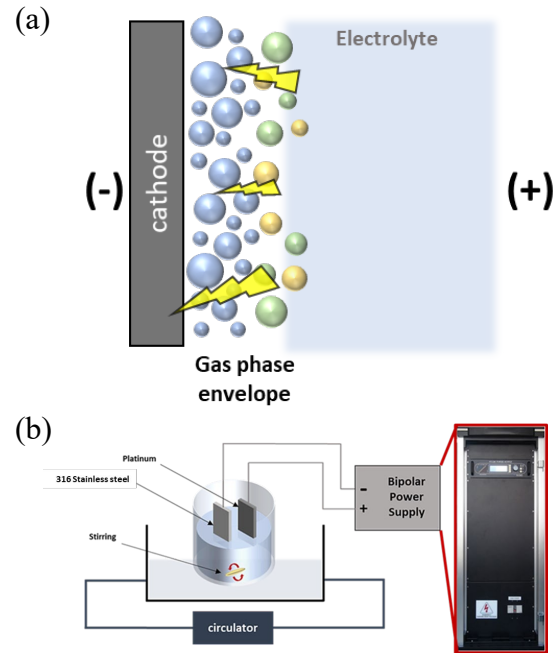 (a)
Electrolyte
cathode
(-)
(+)
Gas phase
envelope
(b)
Platinum
316 Stainless steel
Stirring
-
+
Bipolar
Power
Supply
circulator